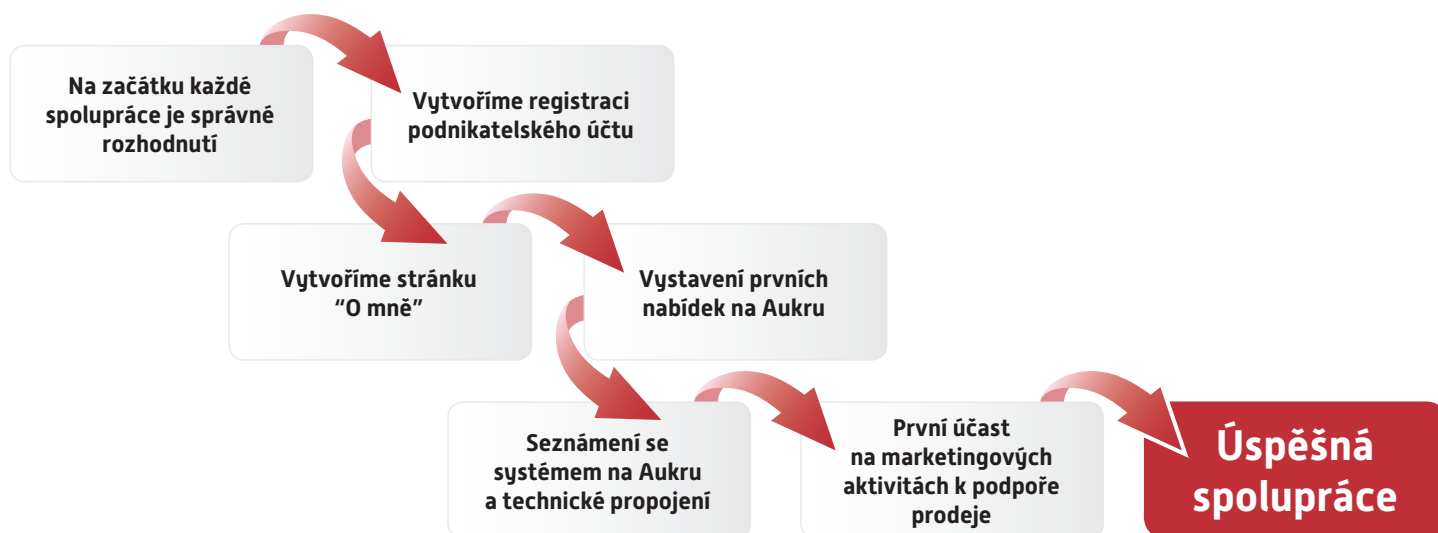 Na začátku každé
spolupráce je správné
rozhodnutí
Vytvoříme registraci
podnikatelského účtu
Vytvoříme stránku
“O mně”
Vystavení prvních
nabídek na Aukru
Seznámení se
systémem na Aukru
a technické propojení
První účast
na marketingových
aktivitách k podpoře
prodeje
Úspěšná
spolupráce